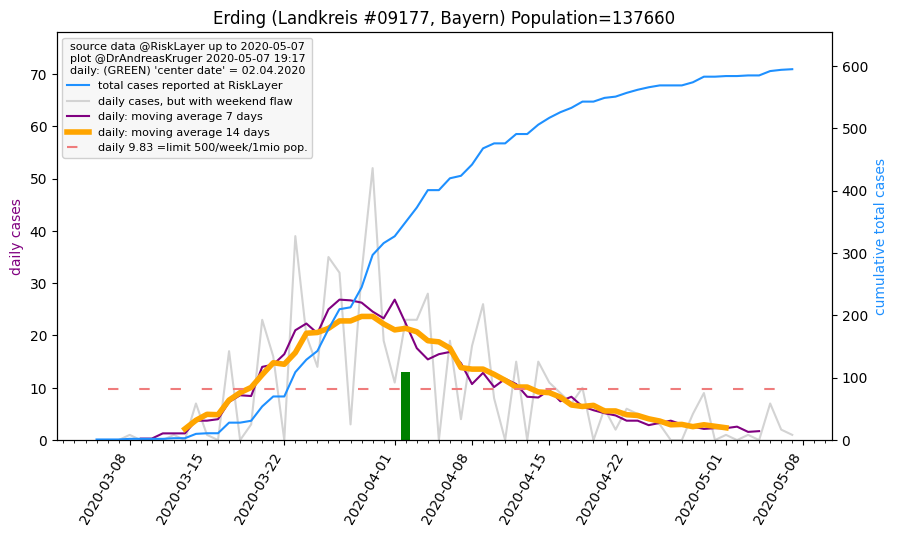 Erding (Landkreis #09177, Bayern) Population=137660
source data @RiskLayer up to 2020-05-07
plot @DrAndreasKruger 2020-05-07 19:17
daily: (GREEN) 'center date' = 02.04.2020
total cases reported at RiskLayer
daily cases, but with weekend flaw
daily: moving average 7 days
daily: moving average 14 days
daily 9.83 =limit 500/week/1mio pop.
daily cases
0
10
20
30
40
50
60
70
cumulative total cases
0
100
200
300
400
500
600
2020-03-08
2020-03-15
2020-03-22
2020-04-01
2020-04-08
2020-04-15
2020-04-22
2020-05-01
2020-05-08